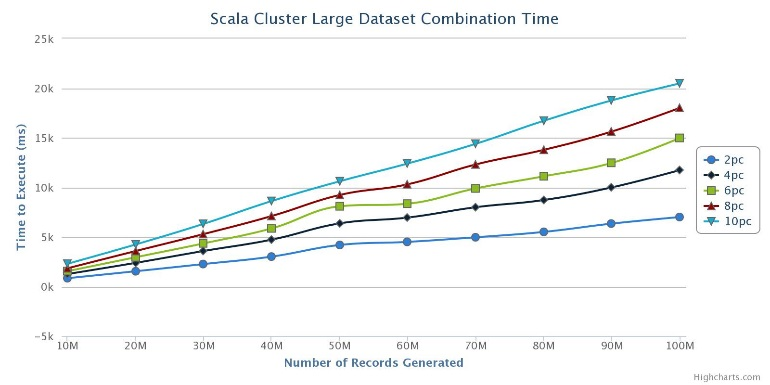 Scala Cluster Large Dataset Combination Time
25k
20k
15k
10k
5k
0k
−5k
Time to Execute (ms)
10M 20M 30M 40M 50M 60M 70M 80M 90M 100M
Number of Records Generated
2pc
4pc
6pc
8pc
10pc
Highcharts.com